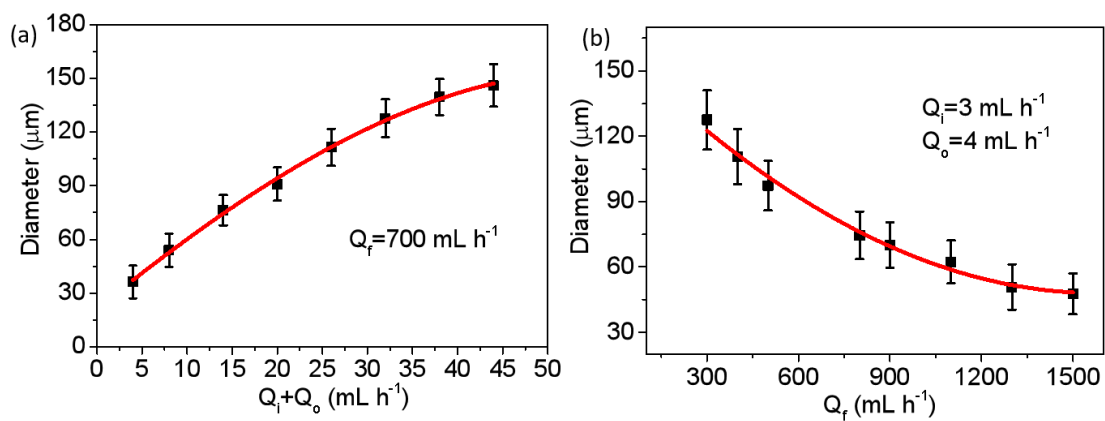 (a)
180
150
120
90
60
30
0
Diameter (μm)
Q_f=700 mL h⁻¹
0 5 10 15 20 25 30 35 40 45 50
Q_i+Q_o (mL h⁻¹)
(b)
150
120
90
60
30
Diameter (μm)
Q_i=3 mL h⁻¹
Q_o=4 mL h⁻¹
300 600 900 1200 1500
Q_f (mL h⁻¹)